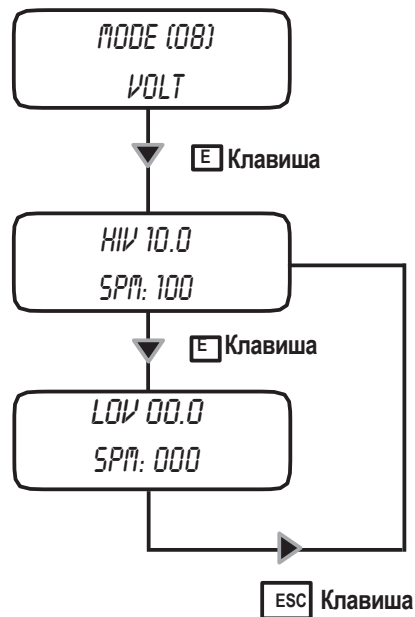 MODE (08)
VOLT
E Клавиша
HIV 10.0
SPM: 100
E Клавиша
LOV 00.0
SPM: 000
ESC Клавиша